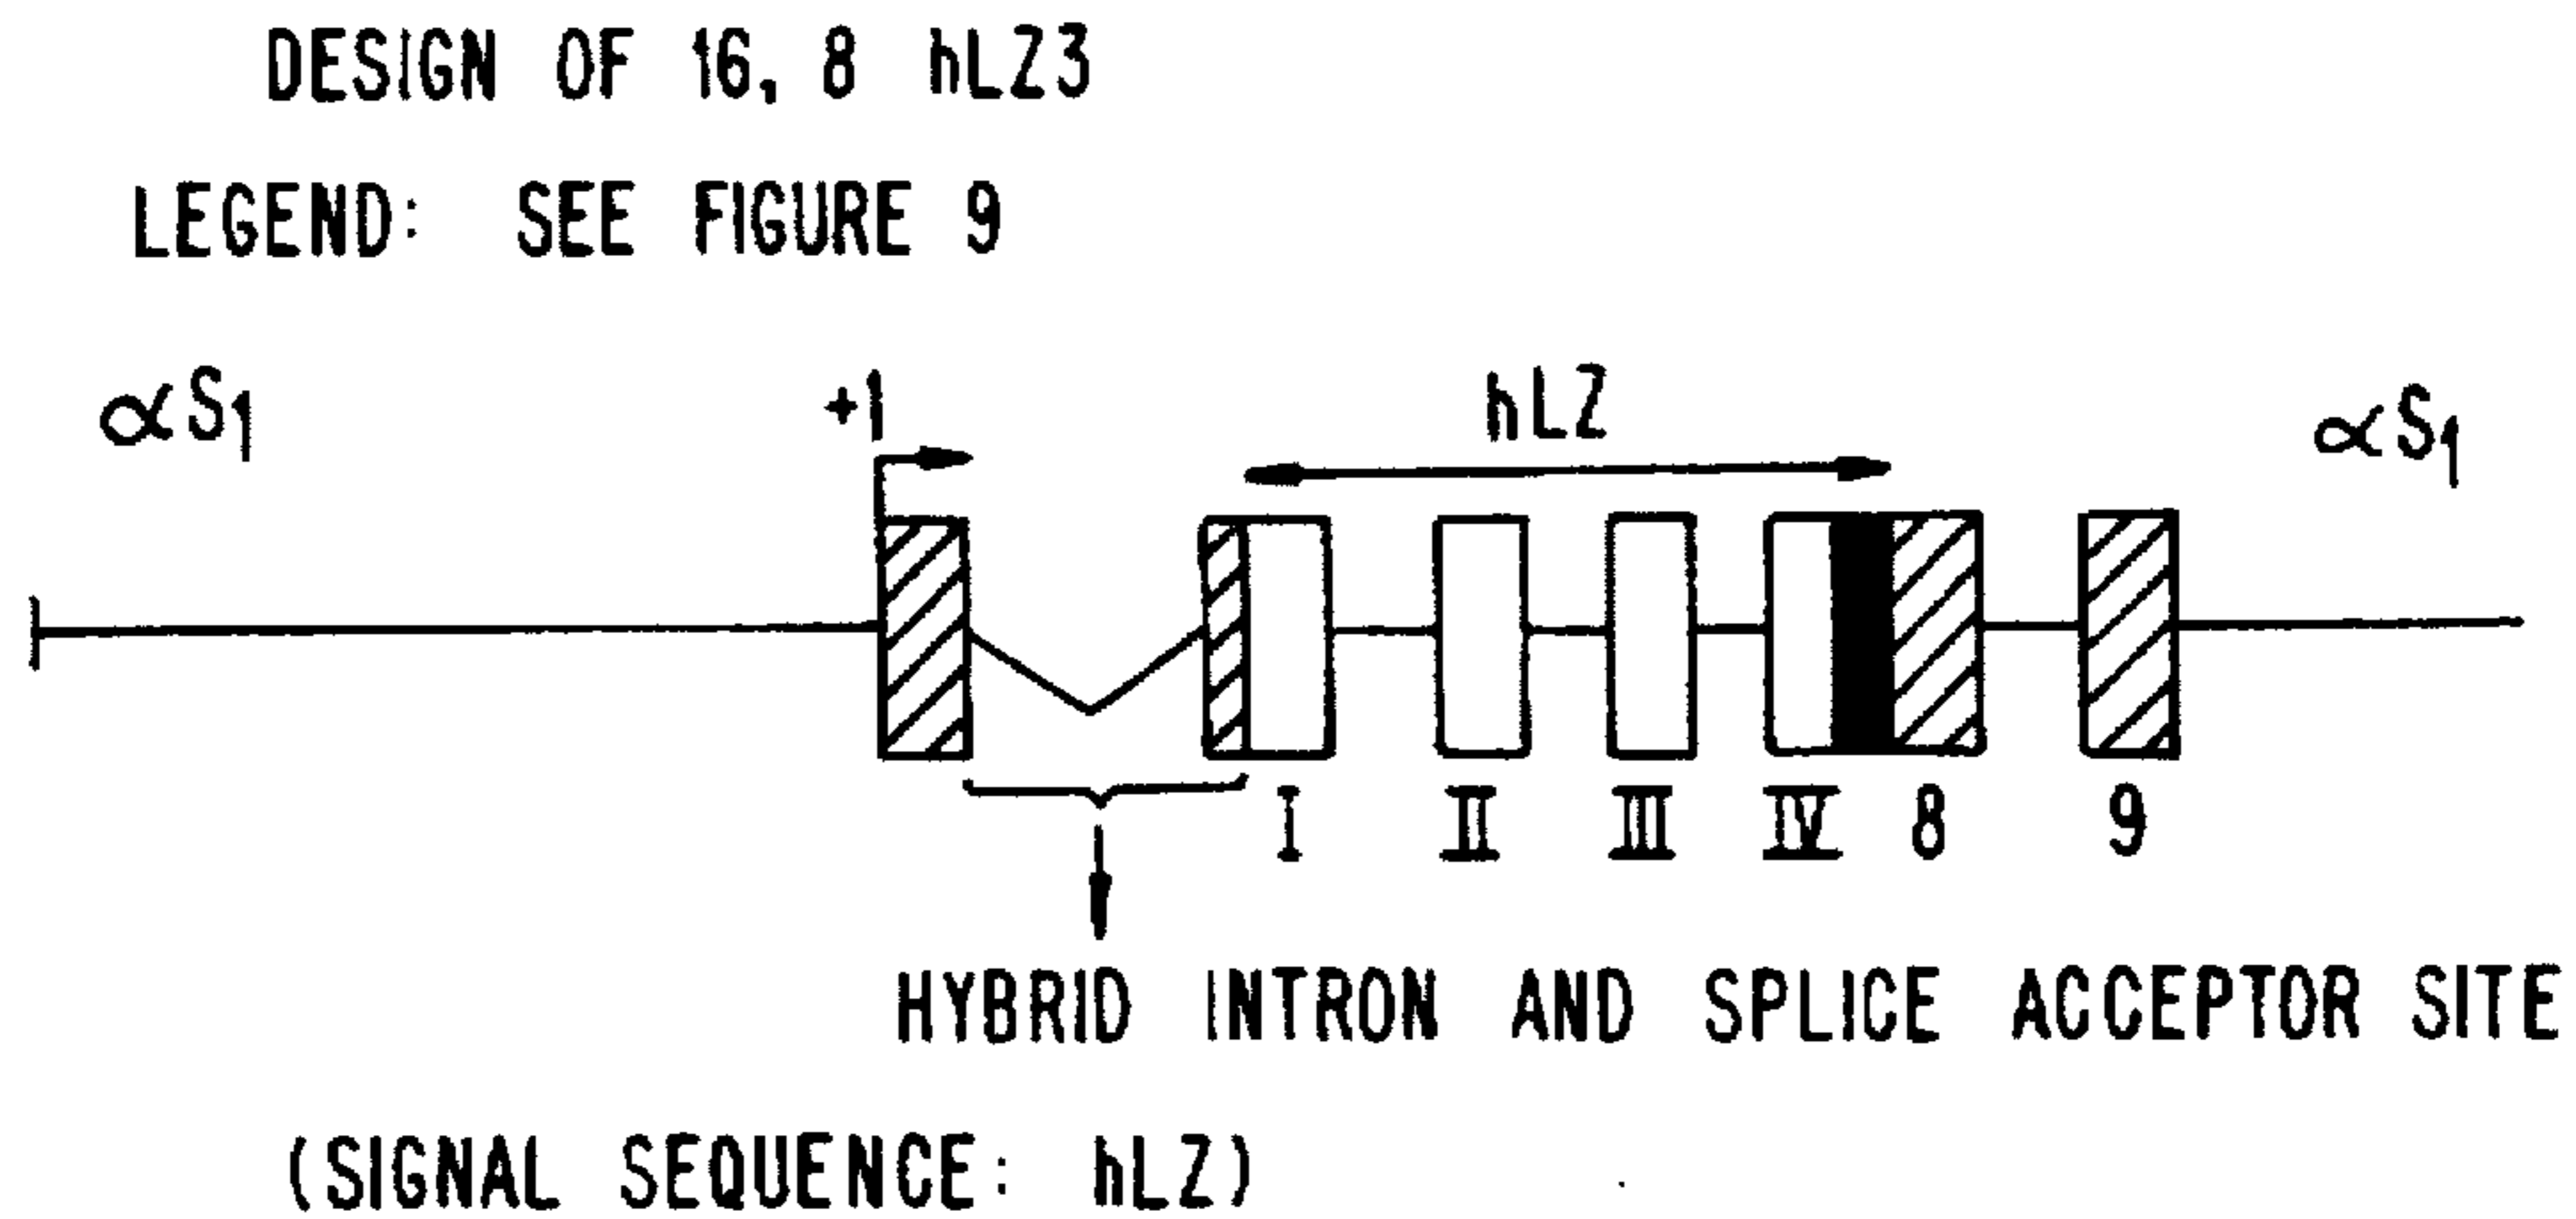 DESIGN OF 16, 8 hLZ3
LEGEND: SEE FIGURE 9
αS1 +1 hLZ αS1
I II III IV 8 9
HYBRID INTRON AND SPLICE ACCEPTOR SITE
(SIGNAL SEQUENCE: hLZ)